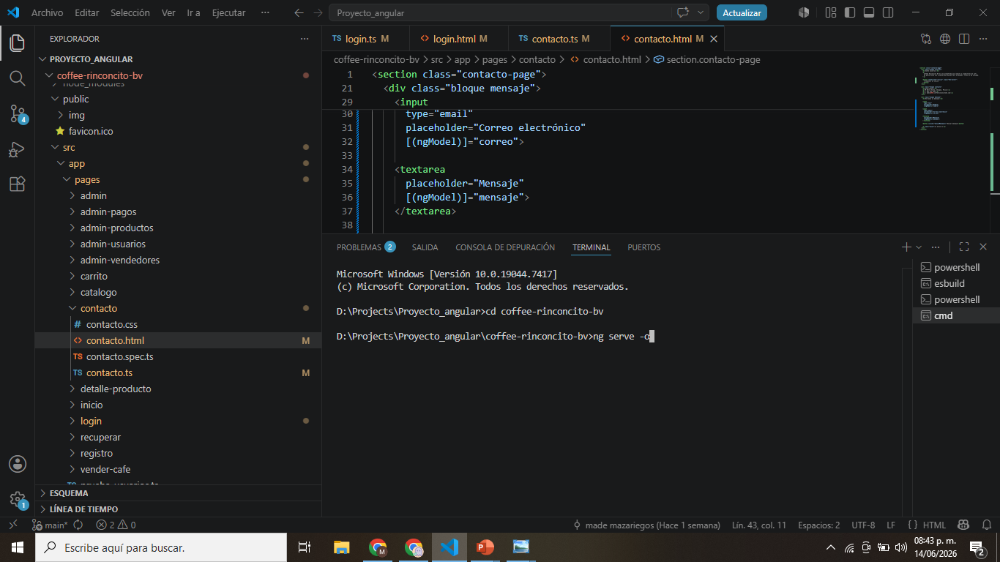 Archivo Editar Selección Ver Ir a Ejecutar ··· Proyecto_angular Actualizar
EXPLORADOR ···
PROYECTO_ANGULAR
coffee-rinconcito-bv
node_modules
public
img
favicon.ico
src
app
pages
admin
admin-pagos
admin-productos
admin-usuarios
admin-vendedores
carrito
catalogo
contacto
# contacto.css
<> contacto.html M
TS contacto.spec.ts
TS contacto.ts M
detalle-producto
inicio
login
recuperar
registro
vender-cafe
ESQUEMA
LÍNEA DE TIEMPO
4
1
TS login.ts M <> login.html M TS contacto.ts M <> contacto.html M
coffee-rinconcito-bv > src > app > pages > contacto > <> contacto.html > section.contacto-page
1 <section class="contacto-page">
21 <div class="bloque mensaje">
29 <input
30 type="email"
31 placeholder="Correo electrónico"
32 [(ngModel)]="correo">
33
34 <textarea
35 placeholder="Mensaje"
36 [(ngModel)]="mensaje">
37 </textarea>
38
PROBLEMAS 2 SALIDA CONSOLA DE DEPURACIÓN TERMINAL PUERTOS
Microsoft Windows [Versión 10.0.19044.7417]
(c) Microsoft Corporation. Todos los derechos reservados.
D:\Projects\Proyecto_angular>cd coffee-rinconcito-bv
D:\Projects\Proyecto_angular\coffee-rinconcito-bv>ng serve -o
powershell
esbuild
powershell
cmd
main* 2 0 made mazariegos (Hace 1 semana) Lín. 43, col. 11 Espacios: 2 UTF-8 LF {} HTML
Escribe aquí para buscar.
08:43 p. m.
14/06/2026
2